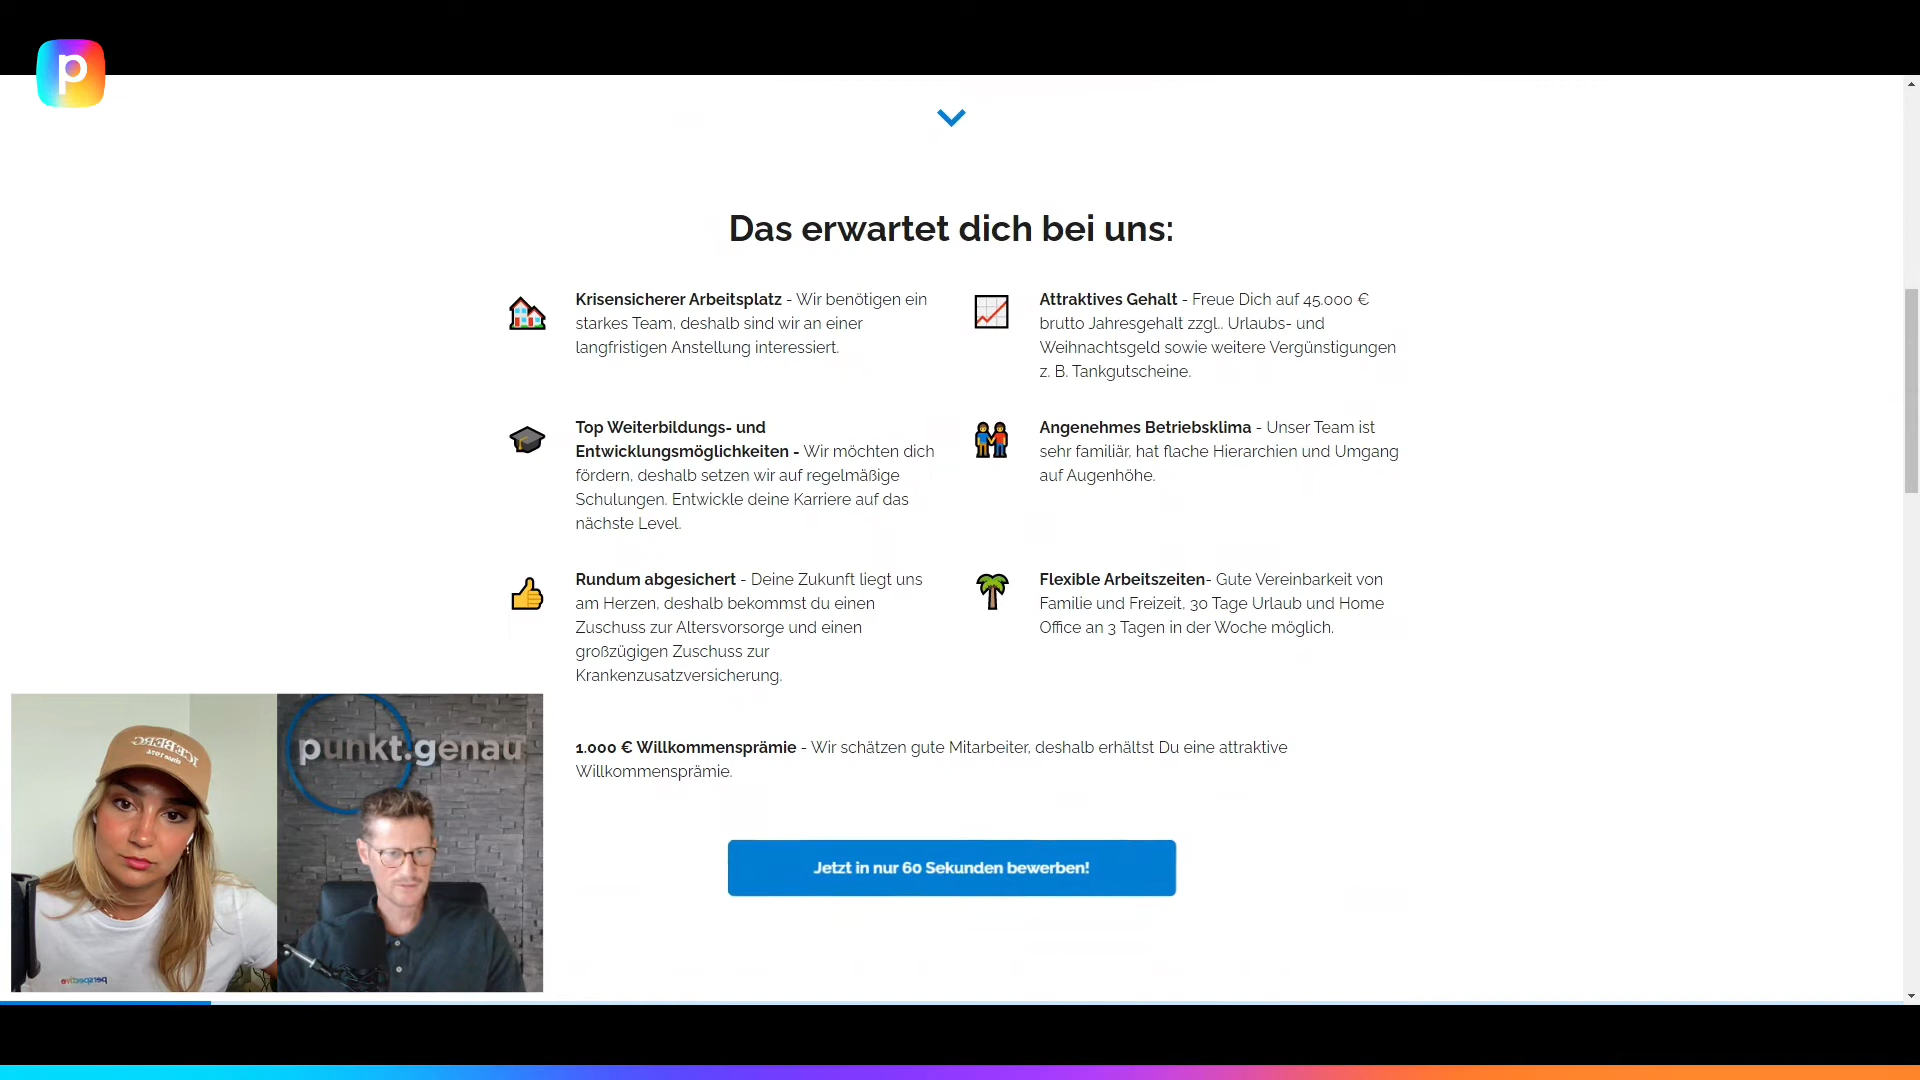 p
Das erwartet dich bei uns:
Krisensicherer Arbeitsplatz - Wir benötigen ein
starkes Team, deshalb sind wir an einer
langfristigen Anstellung interessiert.
Attraktives Gehalt - Freue Dich auf 45.000 €
brutto Jahresgehalt zzgl.. Urlaubs- und
Weihnachtsgeld sowie weitere Vergünstigungen
z. B. Tankgutscheine.
Top Weiterbildungs- und
Entwicklungsmöglichkeiten - Wir möchten dich
fördern, deshalb setzen wir auf regelmäßige
Schulungen. Entwickle deine Karriere auf das
nächste Level.
Angenehmes Betriebsklima - Unser Team ist
sehr familiär, hat flache Hierarchien und Umgang
auf Augenhöhe.
Rundum abgesichert - Deine Zukunft liegt uns
am Herzen, deshalb bekommst du einen
Zuschuss zur Altersvorsorge und einen
großzügigen Zuschuss zur
Krankenzusatzversicherung.
Flexible Arbeitszeiten- Gute Vereinbarkeit von
Familie und Freizeit, 30 Tage Urlaub und Home
Office an 3 Tagen in der Woche möglich.
1.000 € Willkommensprämie - Wir schätzen gute Mitarbeiter, deshalb erhältst Du eine attraktive
Willkommensprämie.
Jetzt in nur 60 Sekunden bewerben!
ICEBERG
punkt.genau
perspective